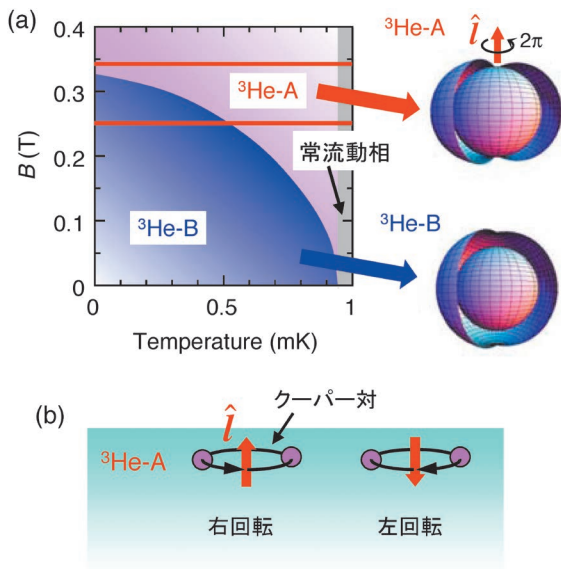 (a)
0.4
0.3
0.2
0.1
0
B (T)
0
0.5
1
Temperature (mK)
³He-A
常流動相
³He-B
³He-A
l̂
2π
³He-B
(b)
クーパー対
l̂
³He-A
右回転
左回転